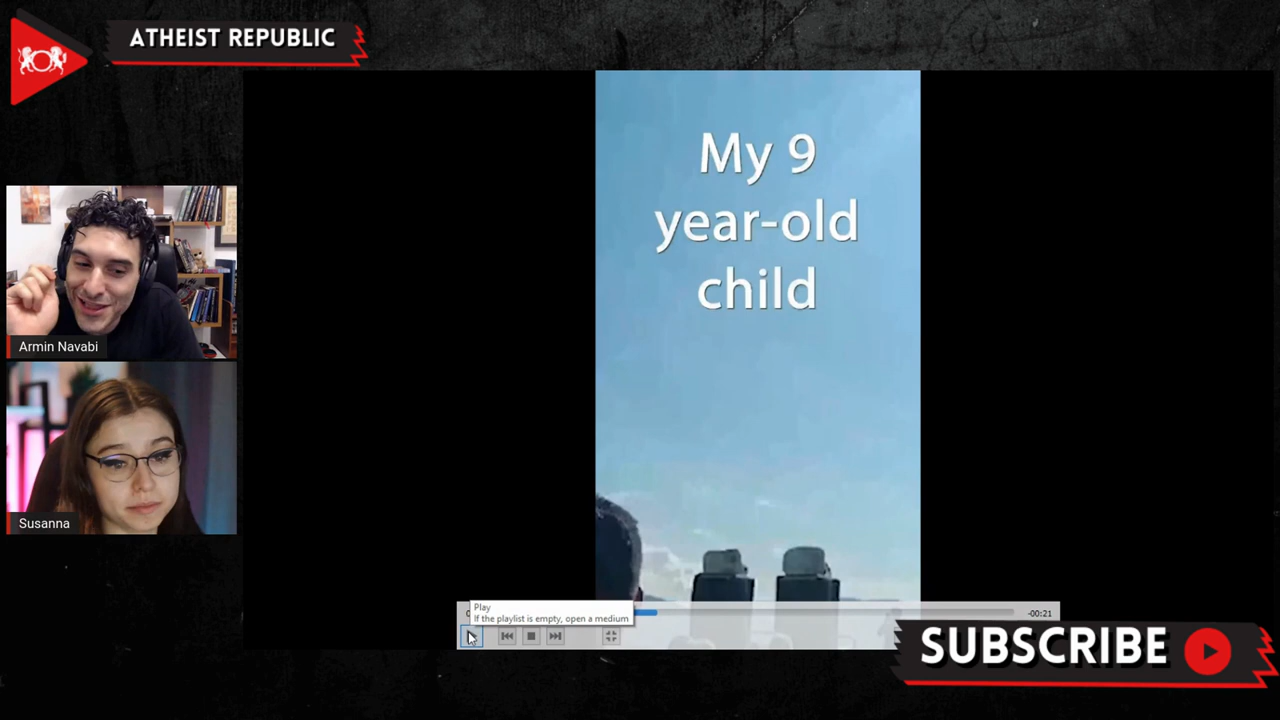 ATHEIST REPUBLIC
My 9
year-old
child
Armin Navabi
Susanna
Play
If the playlist is empty, open a medium
-00:21
SUBSCRIBE